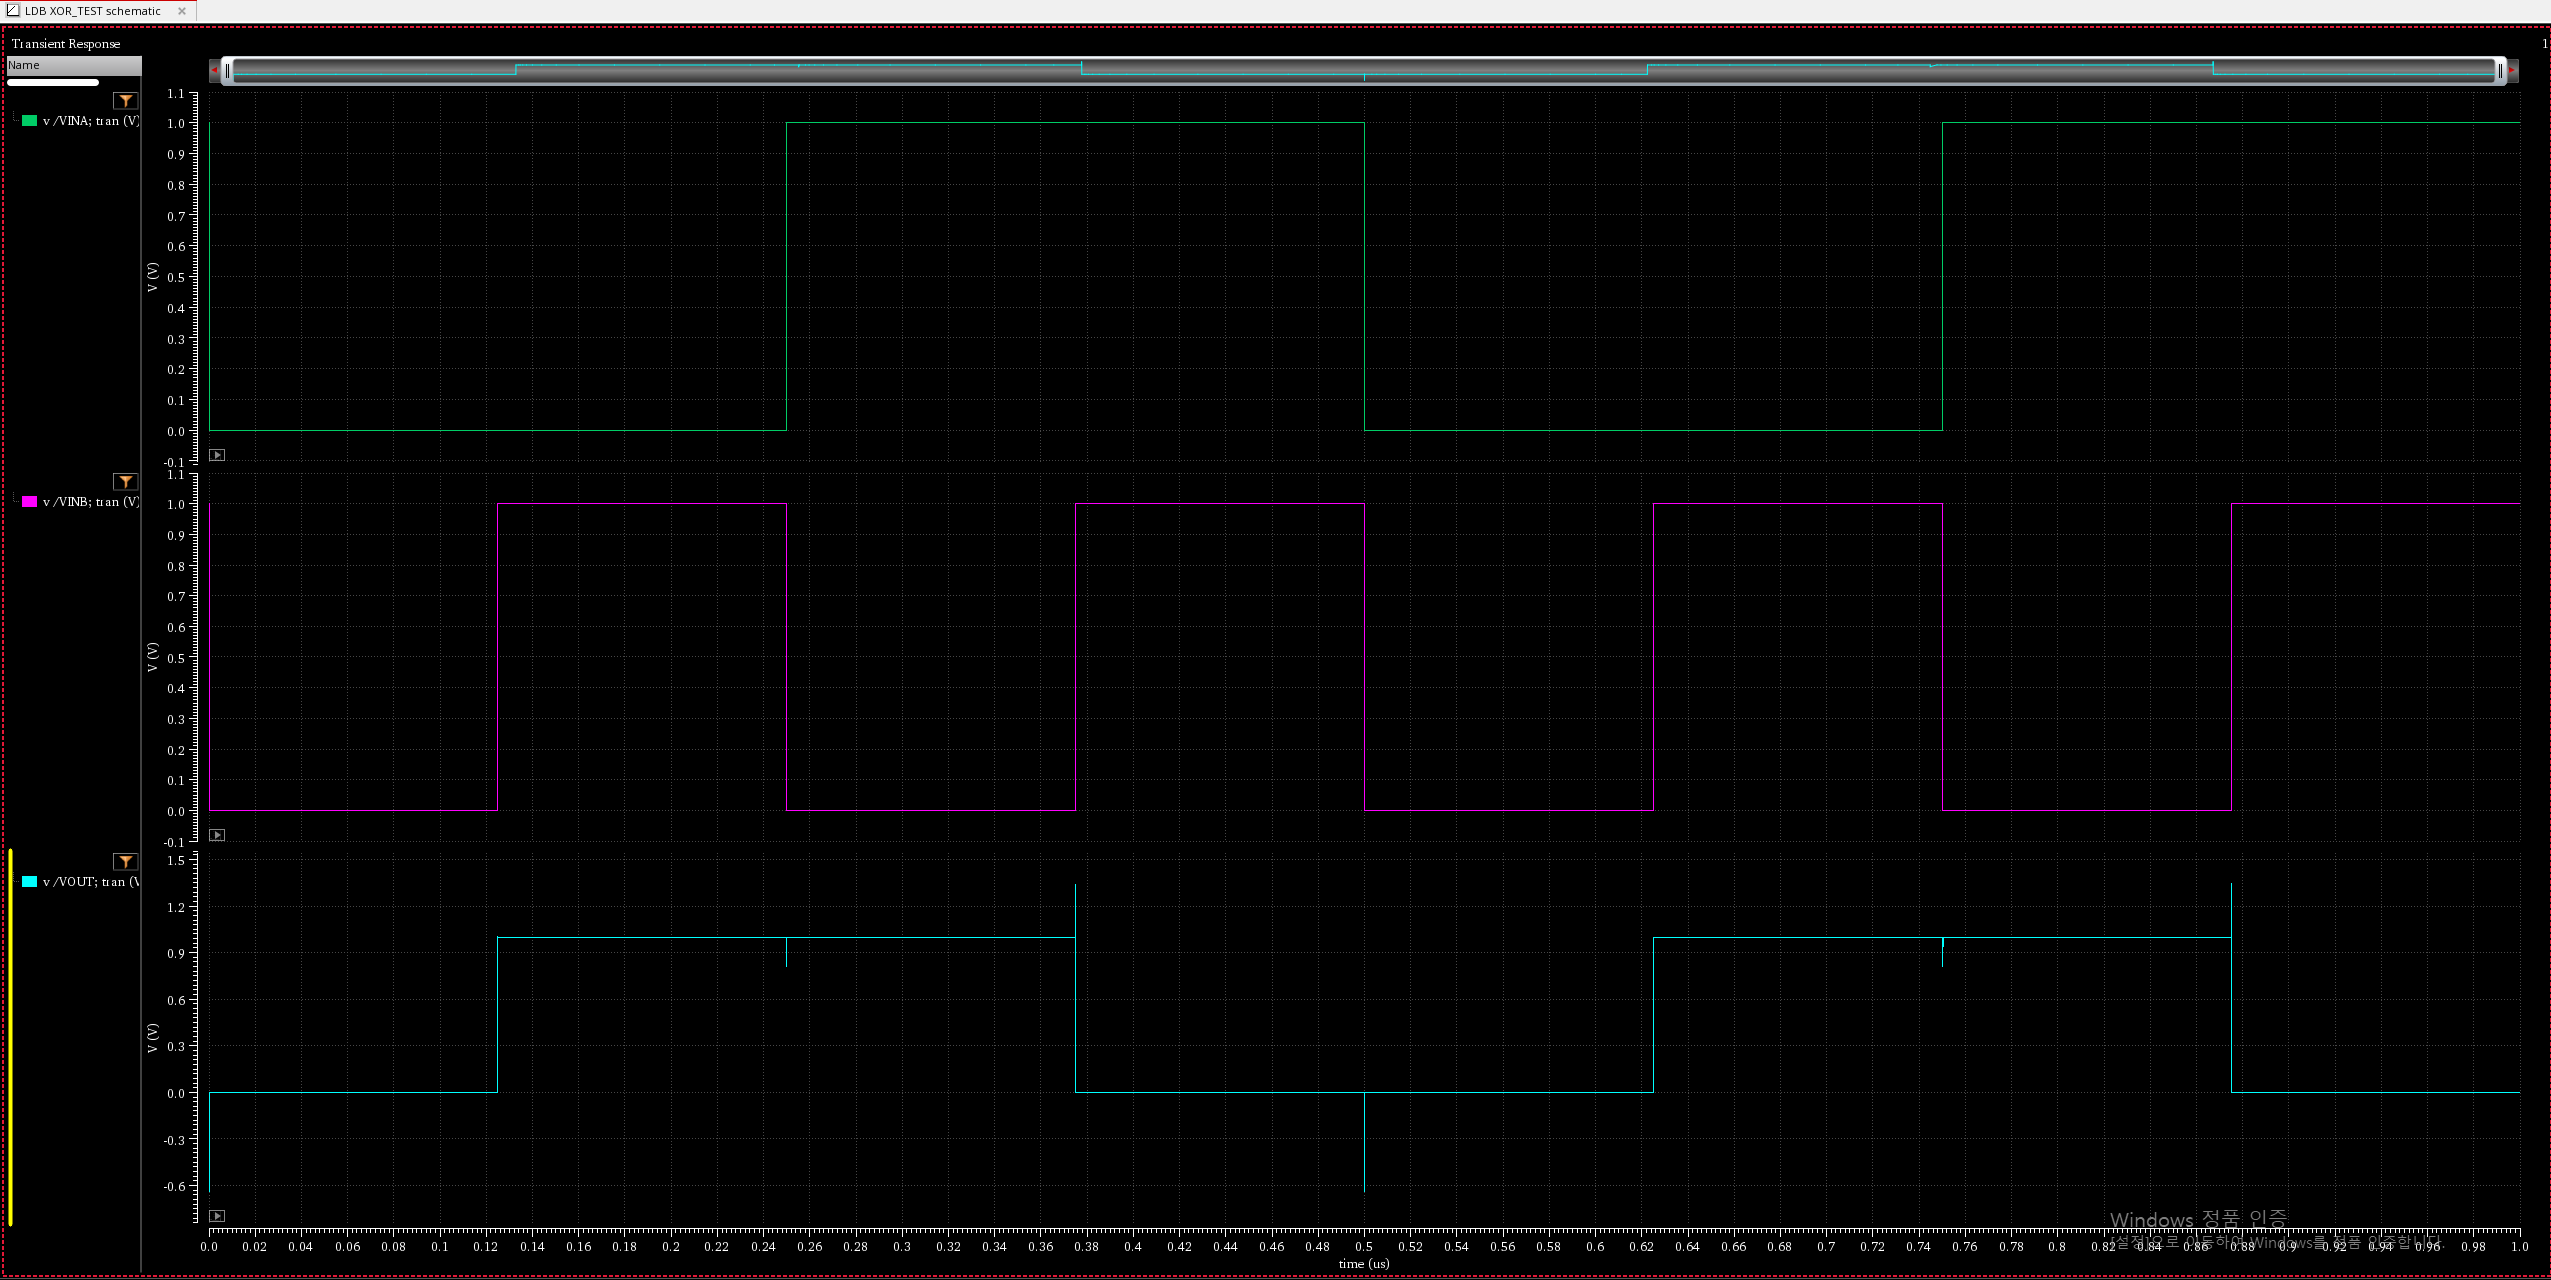 LDB XOR_TEST schematic
Transient Response
1
Name
v /VINA; tran (V)
1.1
1.0
0.9
0.8
0.7
0.6
0.5
0.4
0.3
0.2
0.1
0.0
-0.1
V (V)
v /VINB; tran (V)
1.1
1.0
0.9
0.8
0.7
0.6
0.5
0.4
0.3
0.2
0.1
0.0
-0.1
V (V)
v /VOUT; tran (V
1.5
1.2
0.9
0.6
0.3
0.0
-0.3
-0.6
V (V)
0.0 0.02 0.04 0.06 0.08 0.1 0.12 0.14 0.16 0.18 0.2 0.22 0.24 0.26 0.28 0.3 0.32 0.34 0.36 0.38 0.4 0.42 0.44 0.46 0.48 0.5 0.52 0.54 0.56 0.58 0.6 0.62 0.64 0.66 0.68 0.7 0.72 0.74 0.76 0.78 0.8 0.82 0.84 0.86 0.88 0.9 0.92 0.94 0.96 0.98 1.0
time (us)
Windows 정품 인증
[설정]으로 이동하여 Windows를 정품 인증합니다.